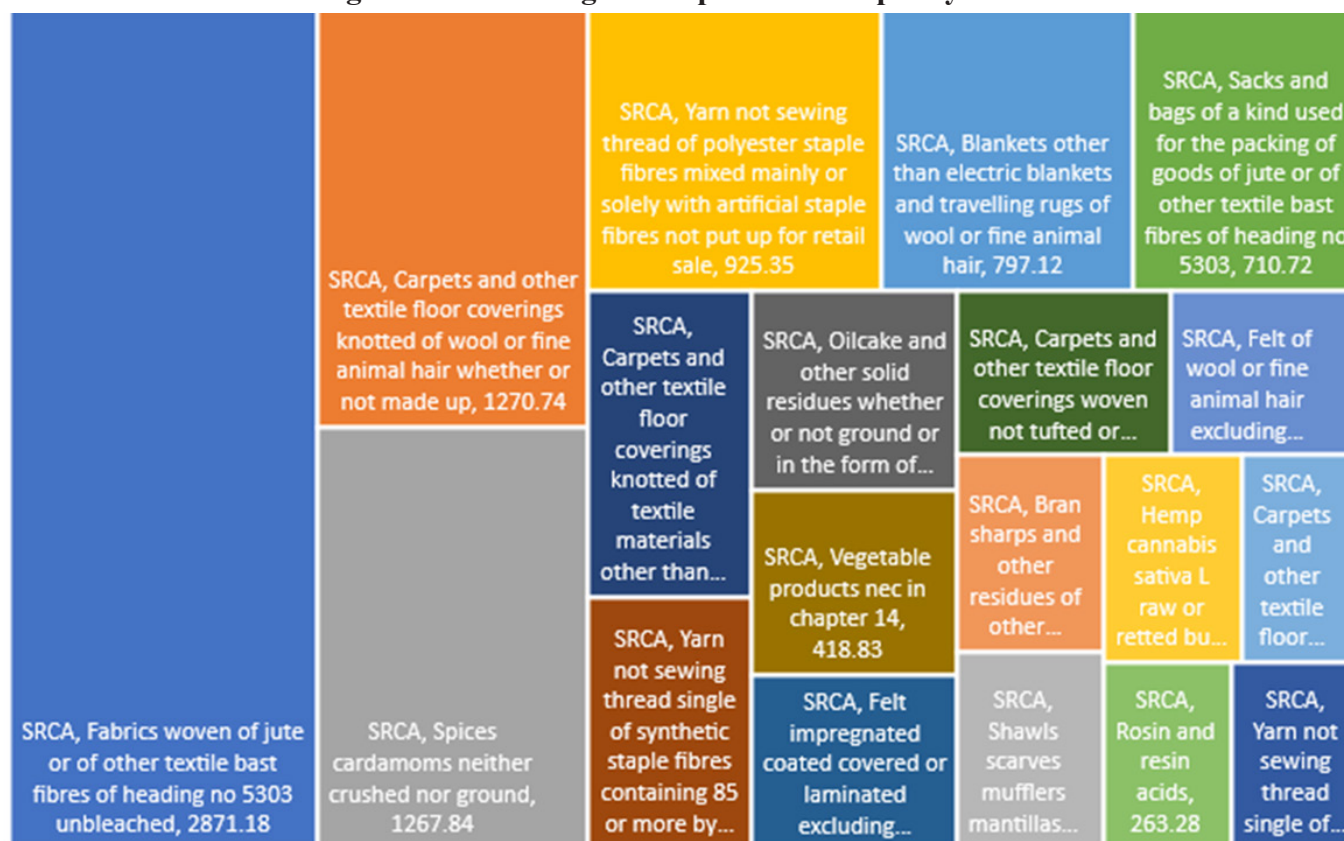 SRCA, Fabrics woven of jute
or of other textile bast
fibres of heading no 5303
unbleached, 2871.18
SRCA, Carpets and other
textile floor coverings
knotted of wool or fine
animal hair whether or
not made up, 1270.74
SRCA, Spices
cardamoms neither
crushed nor ground,
1267.84
SRCA, Yarn not sewing
thread of polyester staple
fibres mixed mainly or
solely with artificial staple
fibres not put up for retail
sale, 925.35
SRCA, Blankets other
than electric blankets
and travelling rugs of
wool or fine animal
hair, 797.12
SRCA, Sacks and
bags of a kind used
for the packing of
goods of jute or of
other textile bast
fibres of heading no
5303, 710.72
SRCA,
Carpets and
other textile
floor
coverings
knotted of
textile
materials
other than...
SRCA, Yarn
not sewing
thread single
of synthetic
staple fibres
containing 85
or more by...
SRCA, Oilcake and
other solid
residues whether
or not ground or
in the form of...
SRCA, Vegetable
products nec in
chapter 14,
418.83
SRCA, Felt
impregnated
coated covered or
laminated
excluding...
SRCA, Carpets and
other textile floor
coverings woven
not tufted or...
SRCA, Felt of
wool or fine
animal hair
excluding...
SRCA, Bran
sharps and
other
residues of
other...
SRCA,
Hemp
cannabis
sativa L
raw or
retted bu...
SRCA,
Carpets
and
other
textile
floor...
SRCA,
Shawls
scarves
mufflers
mantillas...
SRCA,
Rosin and
resin
acids,
263.28
SRCA,
Yarn not
sewing
thread
single of...